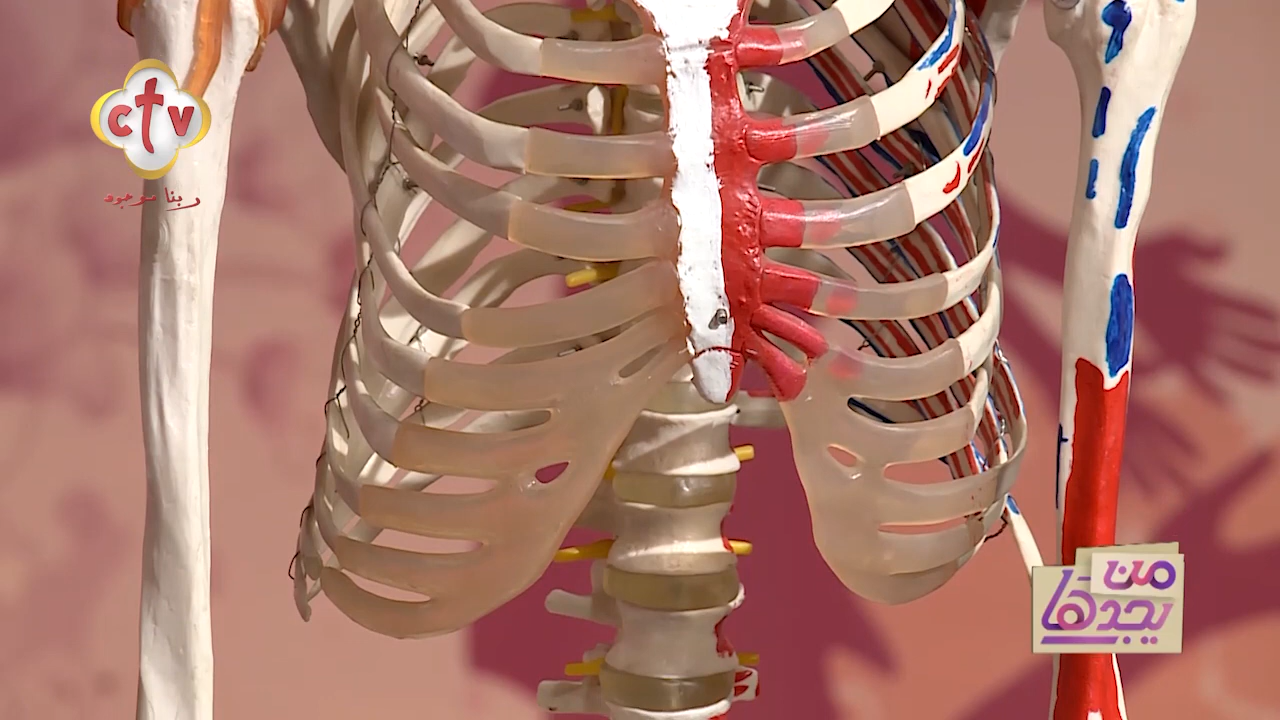 ctv
ربنا موجود
من
يجدها